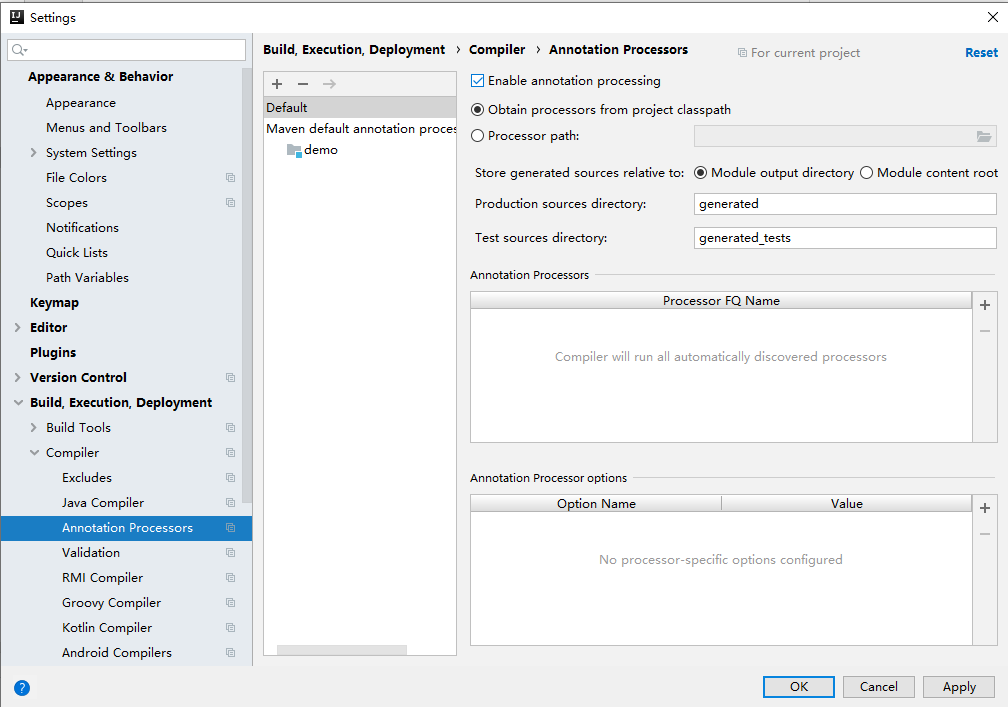 Settings
Appearance & Behavior
Appearance
Menus and Toolbars
System Settings
File Colors
Scopes
Notifications
Quick Lists
Path Variables
Keymap
Editor
Plugins
Version Control
Build, Execution, Deployment
Build Tools
Compiler
Excludes
Java Compiler
Annotation Processors
Validation
RMI Compiler
Groovy Compiler
Kotlin Compiler
Android Compilers
Build, Execution, Deployment › Compiler › Annotation Processors
For current project
Reset
Default
Maven default annotation proces
demo
Enable annotation processing
Obtain processors from project classpath
Processor path:
Store generated sources relative to: Module output directory Module content root
Production sources directory: generated
Test sources directory: generated_tests
Annotation Processors
Processor FQ Name
Compiler will run all automatically discovered processors
Annotation Processor options
Option Name Value
No processor-specific options configured
? OK Cancel Apply